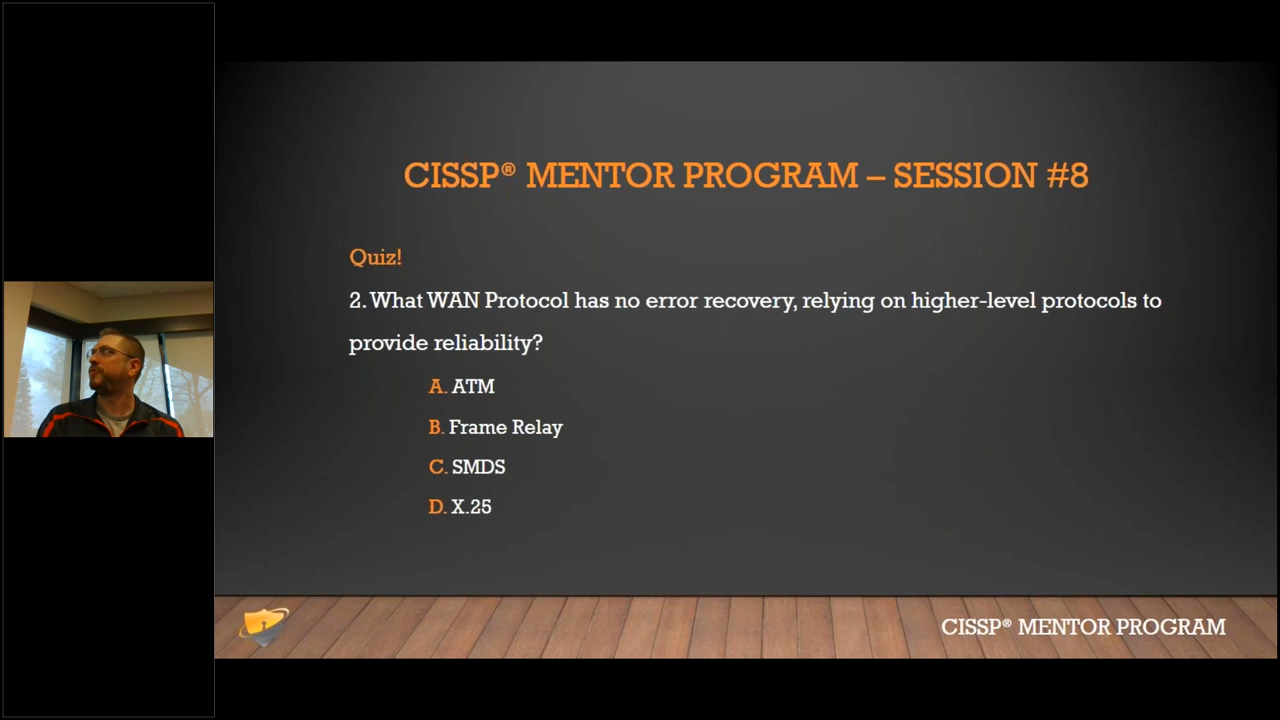 CISSP® MENTOR PROGRAM – SESSION #8
Quiz!
2. What WAN Protocol has no error recovery, relying on higher-level protocols to
provide reliability?
A. ATM
B. Frame Relay
C. SMDS
D. X.25
CISSP® MENTOR PROGRAM